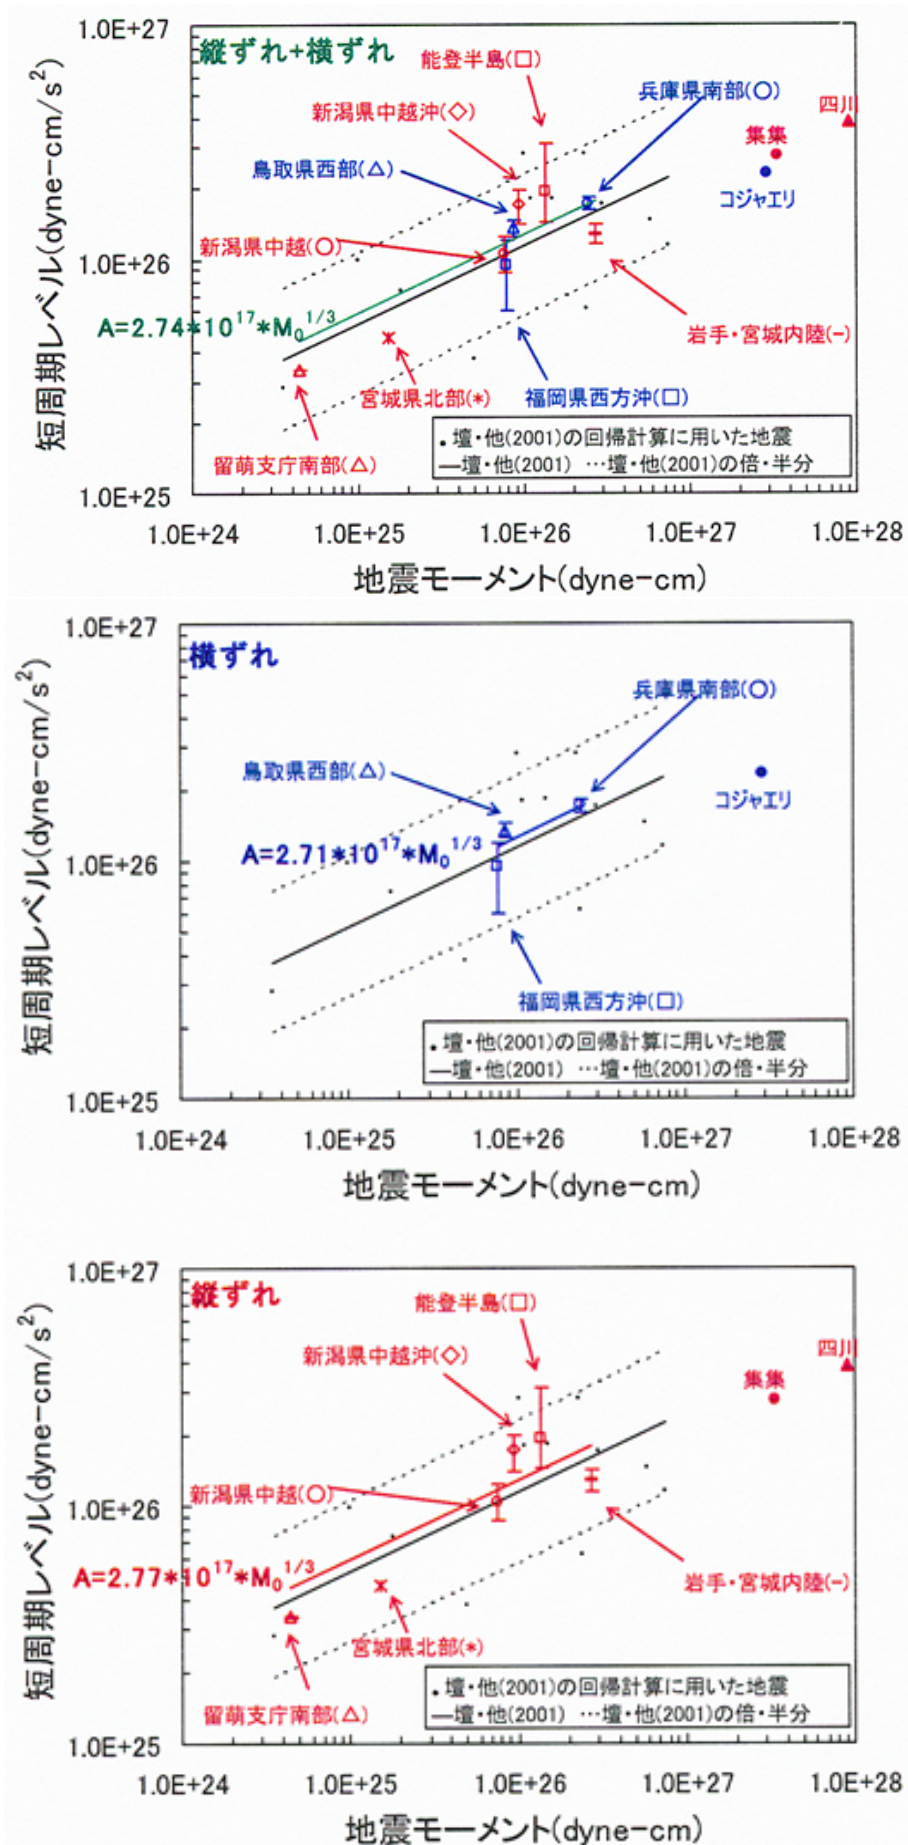 1.0E+27
縦ずれ+横ずれ
能登半島(□)
兵庫県南部(○)
四川
新潟県中越沖(◇)
集集
鳥取県西部(△)
コジャエリ
新潟県中越(○)
1.0E+26
A=2.74*10^17*M₀^1/3
岩手・宮城内陸(−)
宮城県北部(*)
福岡県西方沖(□)
留萌支庁南部(△)
・壇・他(2001)の回帰計算に用いた地震
—壇・他(2001) …壇・他(2001)の倍・半分
1.0E+25
短周期レベル(dyne−cm/s²)
1.0E+24 1.0E+25 1.0E+26 1.0E+27 1.0E+28
地震モーメント(dyne−cm)
1.0E+27
横ずれ
兵庫県南部(○)
鳥取県西部(△)
コジャエリ
A=2.71*10^17*M₀^1/3
1.0E+26
福岡県西方沖(□)
・壇・他(2001)の回帰計算に用いた地震
—壇・他(2001) …壇・他(2001)の倍・半分
1.0E+25
短周期レベル(dyne−cm/s²)
1.0E+24 1.0E+25 1.0E+26 1.0E+27 1.0E+28
地震モーメント(dyne−cm)
1.0E+27
縦ずれ
能登半島(□)
四川
新潟県中越沖(◇)
集集
新潟県中越(○)
1.0E+26
A=2.77*10^17*M₀^1/3
岩手・宮城内陸(−)
宮城県北部(*)
留萌支庁南部(△)
・壇・他(2001)の回帰計算に用いた地震
—壇・他(2001) …壇・他(2001)の倍・半分
1.0E+25
短周期レベル(dyne−cm/s²)
1.0E+24 1.0E+25 1.0E+26 1.0E+27 1.0E+28
地震モーメント(dyne−cm)